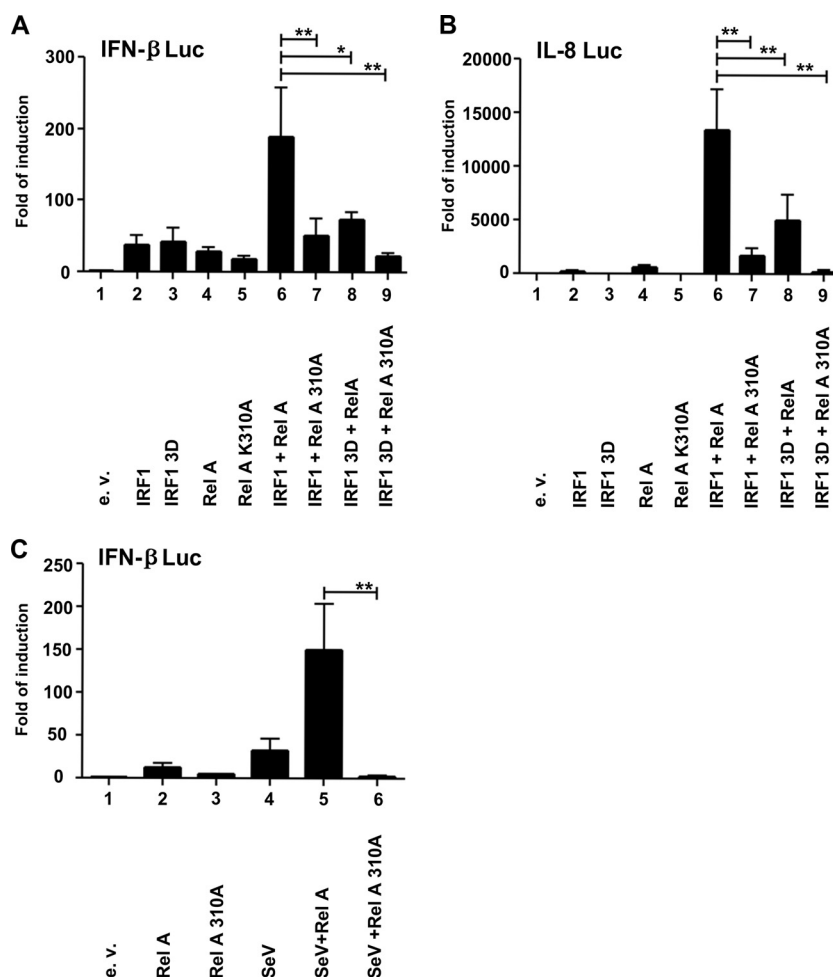 A
IFN-β Luc
Fold of induction
300
200
100
0
**
*
**
1 2 3 4 5 6 7 8 9
e. v.
IRF1
IRF1 3D
Rel A
Rel A K310A
IRF1 + Rel A
IRF1 + Rel A 310A
IRF1 3D + RelA
IRF1 3D + Rel A 310A
B
IL-8 Luc
Fold of induction
20000
15000
10000
5000
0
**
**
**
1 2 3 4 5 6 7 8 9
e. v.
IRF1
IRF1 3D
Rel A
Rel A K310A
IRF1 + Rel A
IRF1 + Rel A 310A
IRF1 3D + RelA
IRF1 3D + Rel A 310A
C
IFN-β Luc
Fold of induction
250
200
150
100
50
0
**
1 2 3 4 5 6
e. v.
Rel A
Rel A 310A
SeV
SeV+Rel A
SeV +Rel A 310A